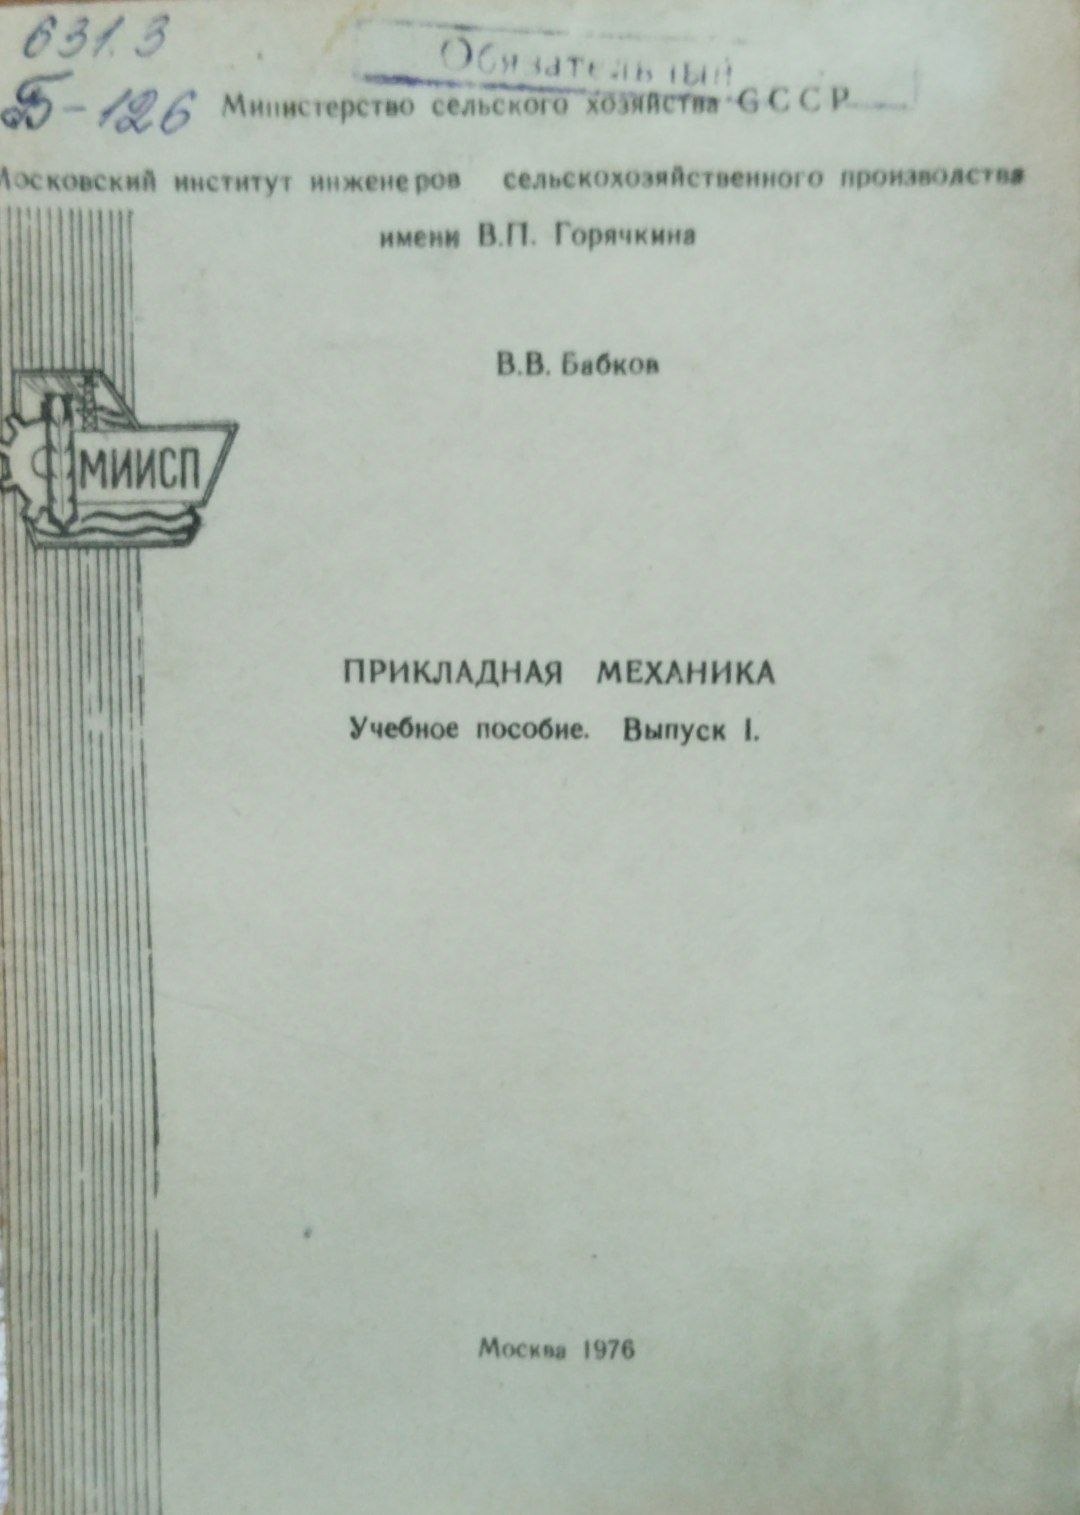 631.3
Обязательный
Б-126
Министерство сельского хозяйства СССР
Московский институт инженеров сельскохозяйственного производства
имени В.П. Горячкина
В.В. Бабков
МИИСП
ПРИКЛАДНАЯ МЕХАНИКА
Учебное пособие. Выпуск I.
Москва 1976